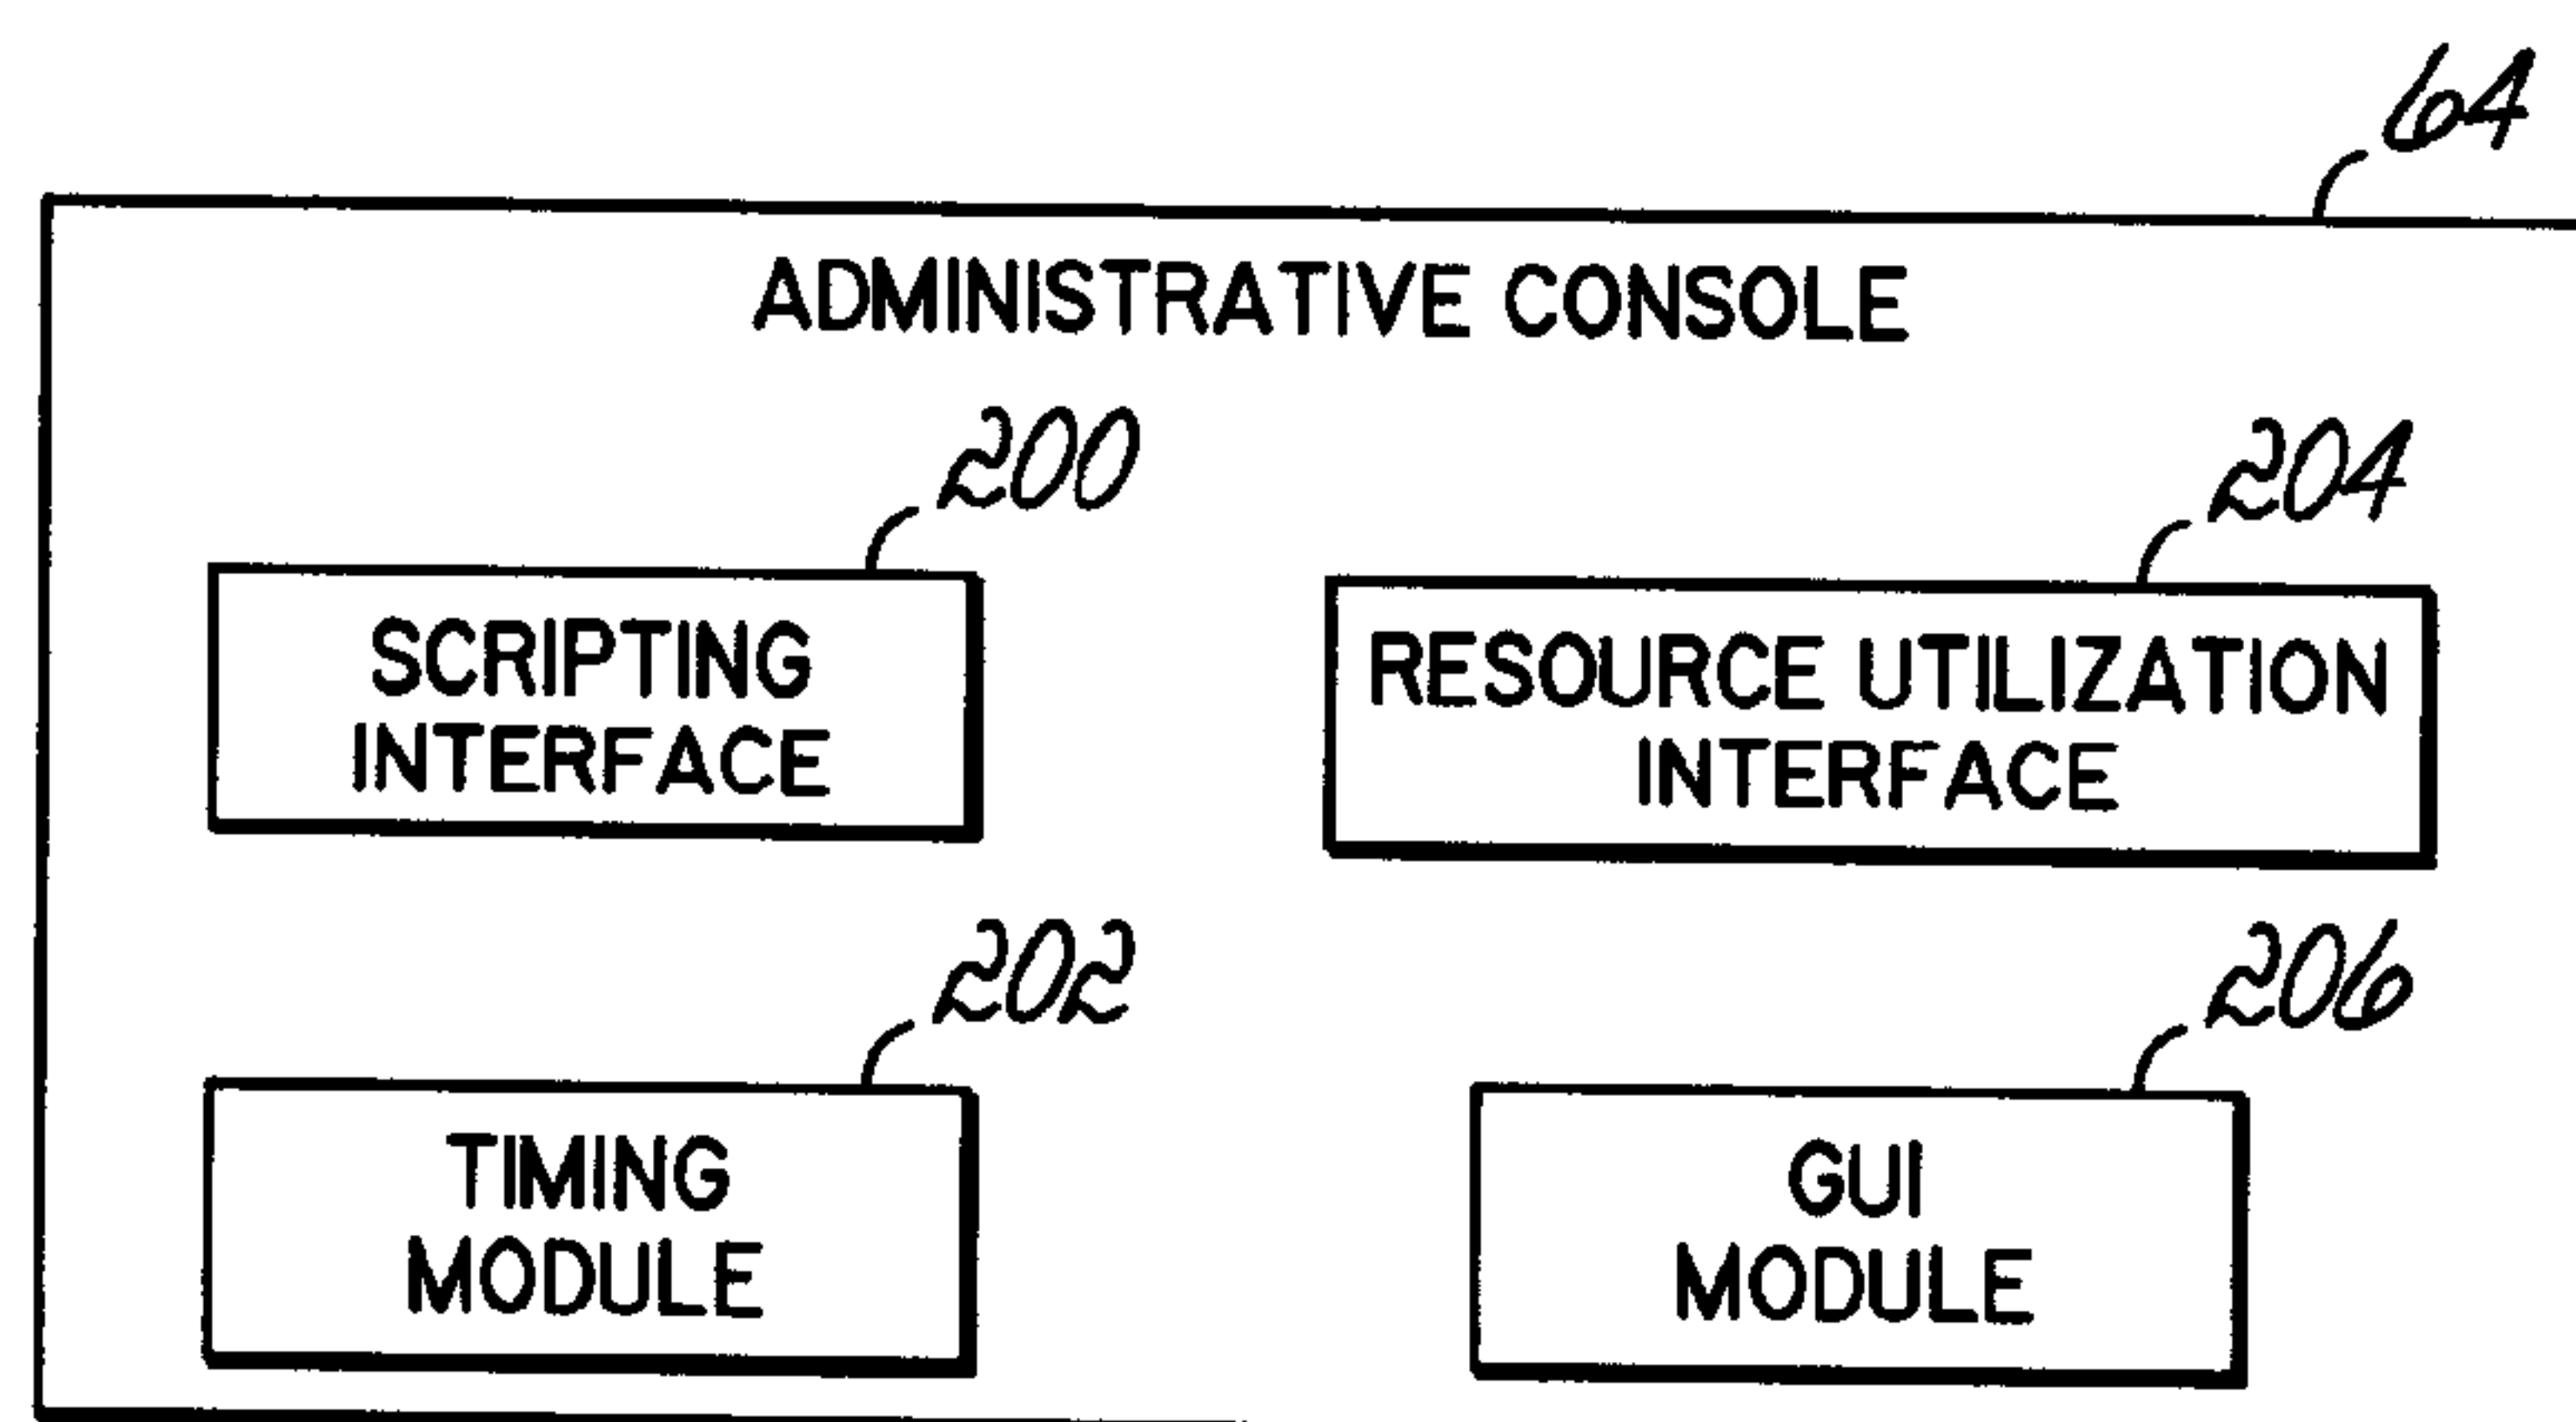 64
ADMINISTRATIVE CONSOLE
200
204
SCRIPTING
INTERFACE
RESOURCE UTILIZATION
INTERFACE
202
206
TIMING
MODULE
GUI
MODULE